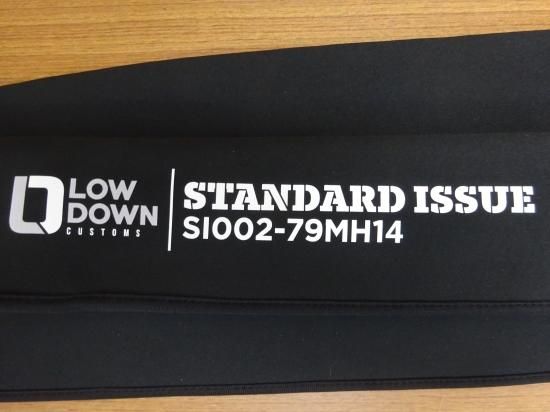 LOW
DOWN
CUSTOMS
STANDARD ISSUE
SI002-79MH14